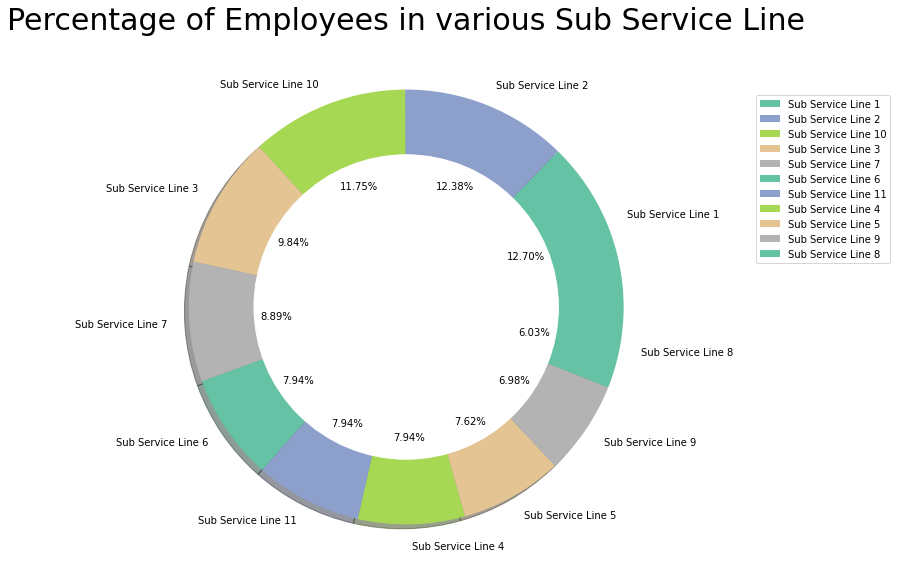 Percentage of Employees in various Sub Service Line
Sub Service Line 10
Sub Service Line 2
Sub Service Line 3
Sub Service Line 1
Sub Service Line 7
Sub Service Line 8
Sub Service Line 6
Sub Service Line 9
Sub Service Line 11
Sub Service Line 5
Sub Service Line 4
11.75%
12.38%
9.84%
12.70%
8.89%
6.03%
7.94%
6.98%
7.94%
7.62%
7.94%
Sub Service Line 1
Sub Service Line 2
Sub Service Line 10
Sub Service Line 3
Sub Service Line 7
Sub Service Line 6
Sub Service Line 11
Sub Service Line 4
Sub Service Line 5
Sub Service Line 9
Sub Service Line 8